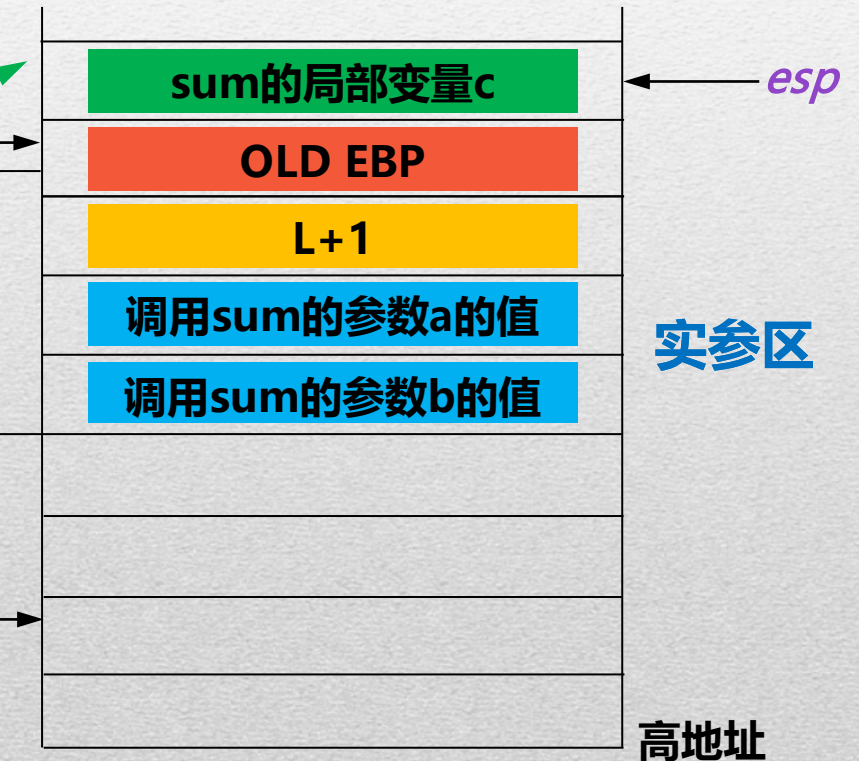 sum的局部变量c
esp
OLD EBP
L+1
调用sum的参数a的值
实参区
调用sum的参数b的值
高地址